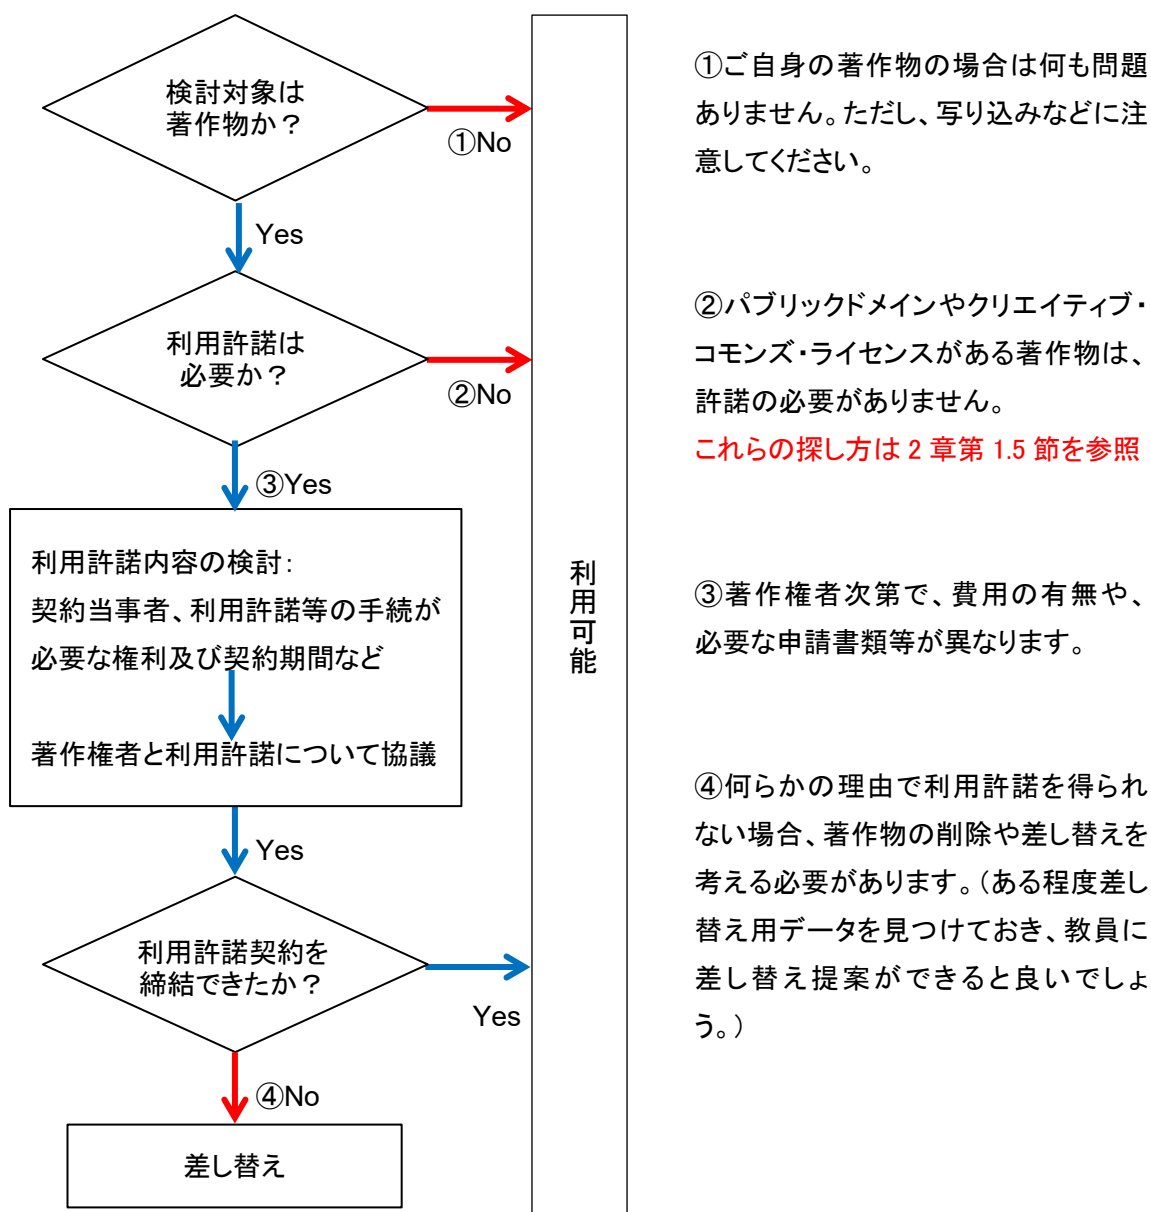 検討対象は
著作物か？
①No
Yes
利用許諾は
必要か？
②No
③Yes
利用許諾内容の検討：
契約当事者、利用許諾等の手続が
必要な権利及び契約期間など
著作権者と利用許諾について協議
Yes
利用許諾契約を
締結できたか？
Yes
④No
差し替え
利用可能
①ご自身の著作物の場合は何も問題
ありません。ただし、写り込みなどに注
意してください。
②パブリックドメインやクリエイティブ・
コモンズ・ライセンスがある著作物は、
許諾の必要がありません。
これらの探し方は 2 章第 1.5 節を参照
③著作権者次第で、費用の有無や、
必要な申請書類等が異なります。
④何らかの理由で利用許諾を得られ
ない場合、著作物の削除や差し替えを
考える必要があります。（ある程度差し
替え用データを見つけておき、教員に
差し替え提案ができると良いでしょ
う。）